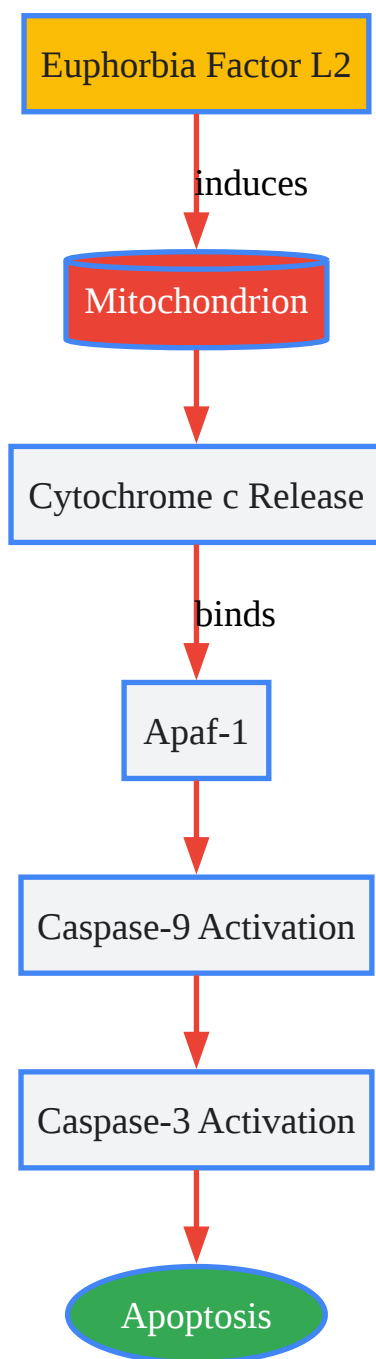 Euphorbia Factor L2
induces
Mitochondrion
Cytochrome c Release
binds
Apaf-1
Caspase-9 Activation
Caspase-3 Activation
Apoptosis